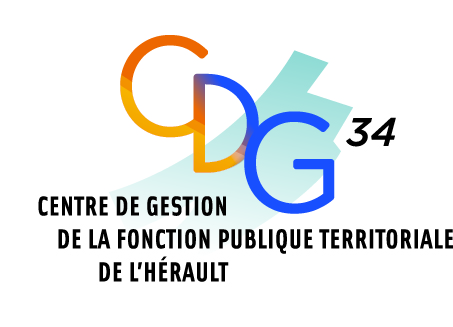 CDG 34
CENTRE DE GESTION
DE LA FONCTION PUBLIQUE TERRITORIALE
DE L'HÉRAULT